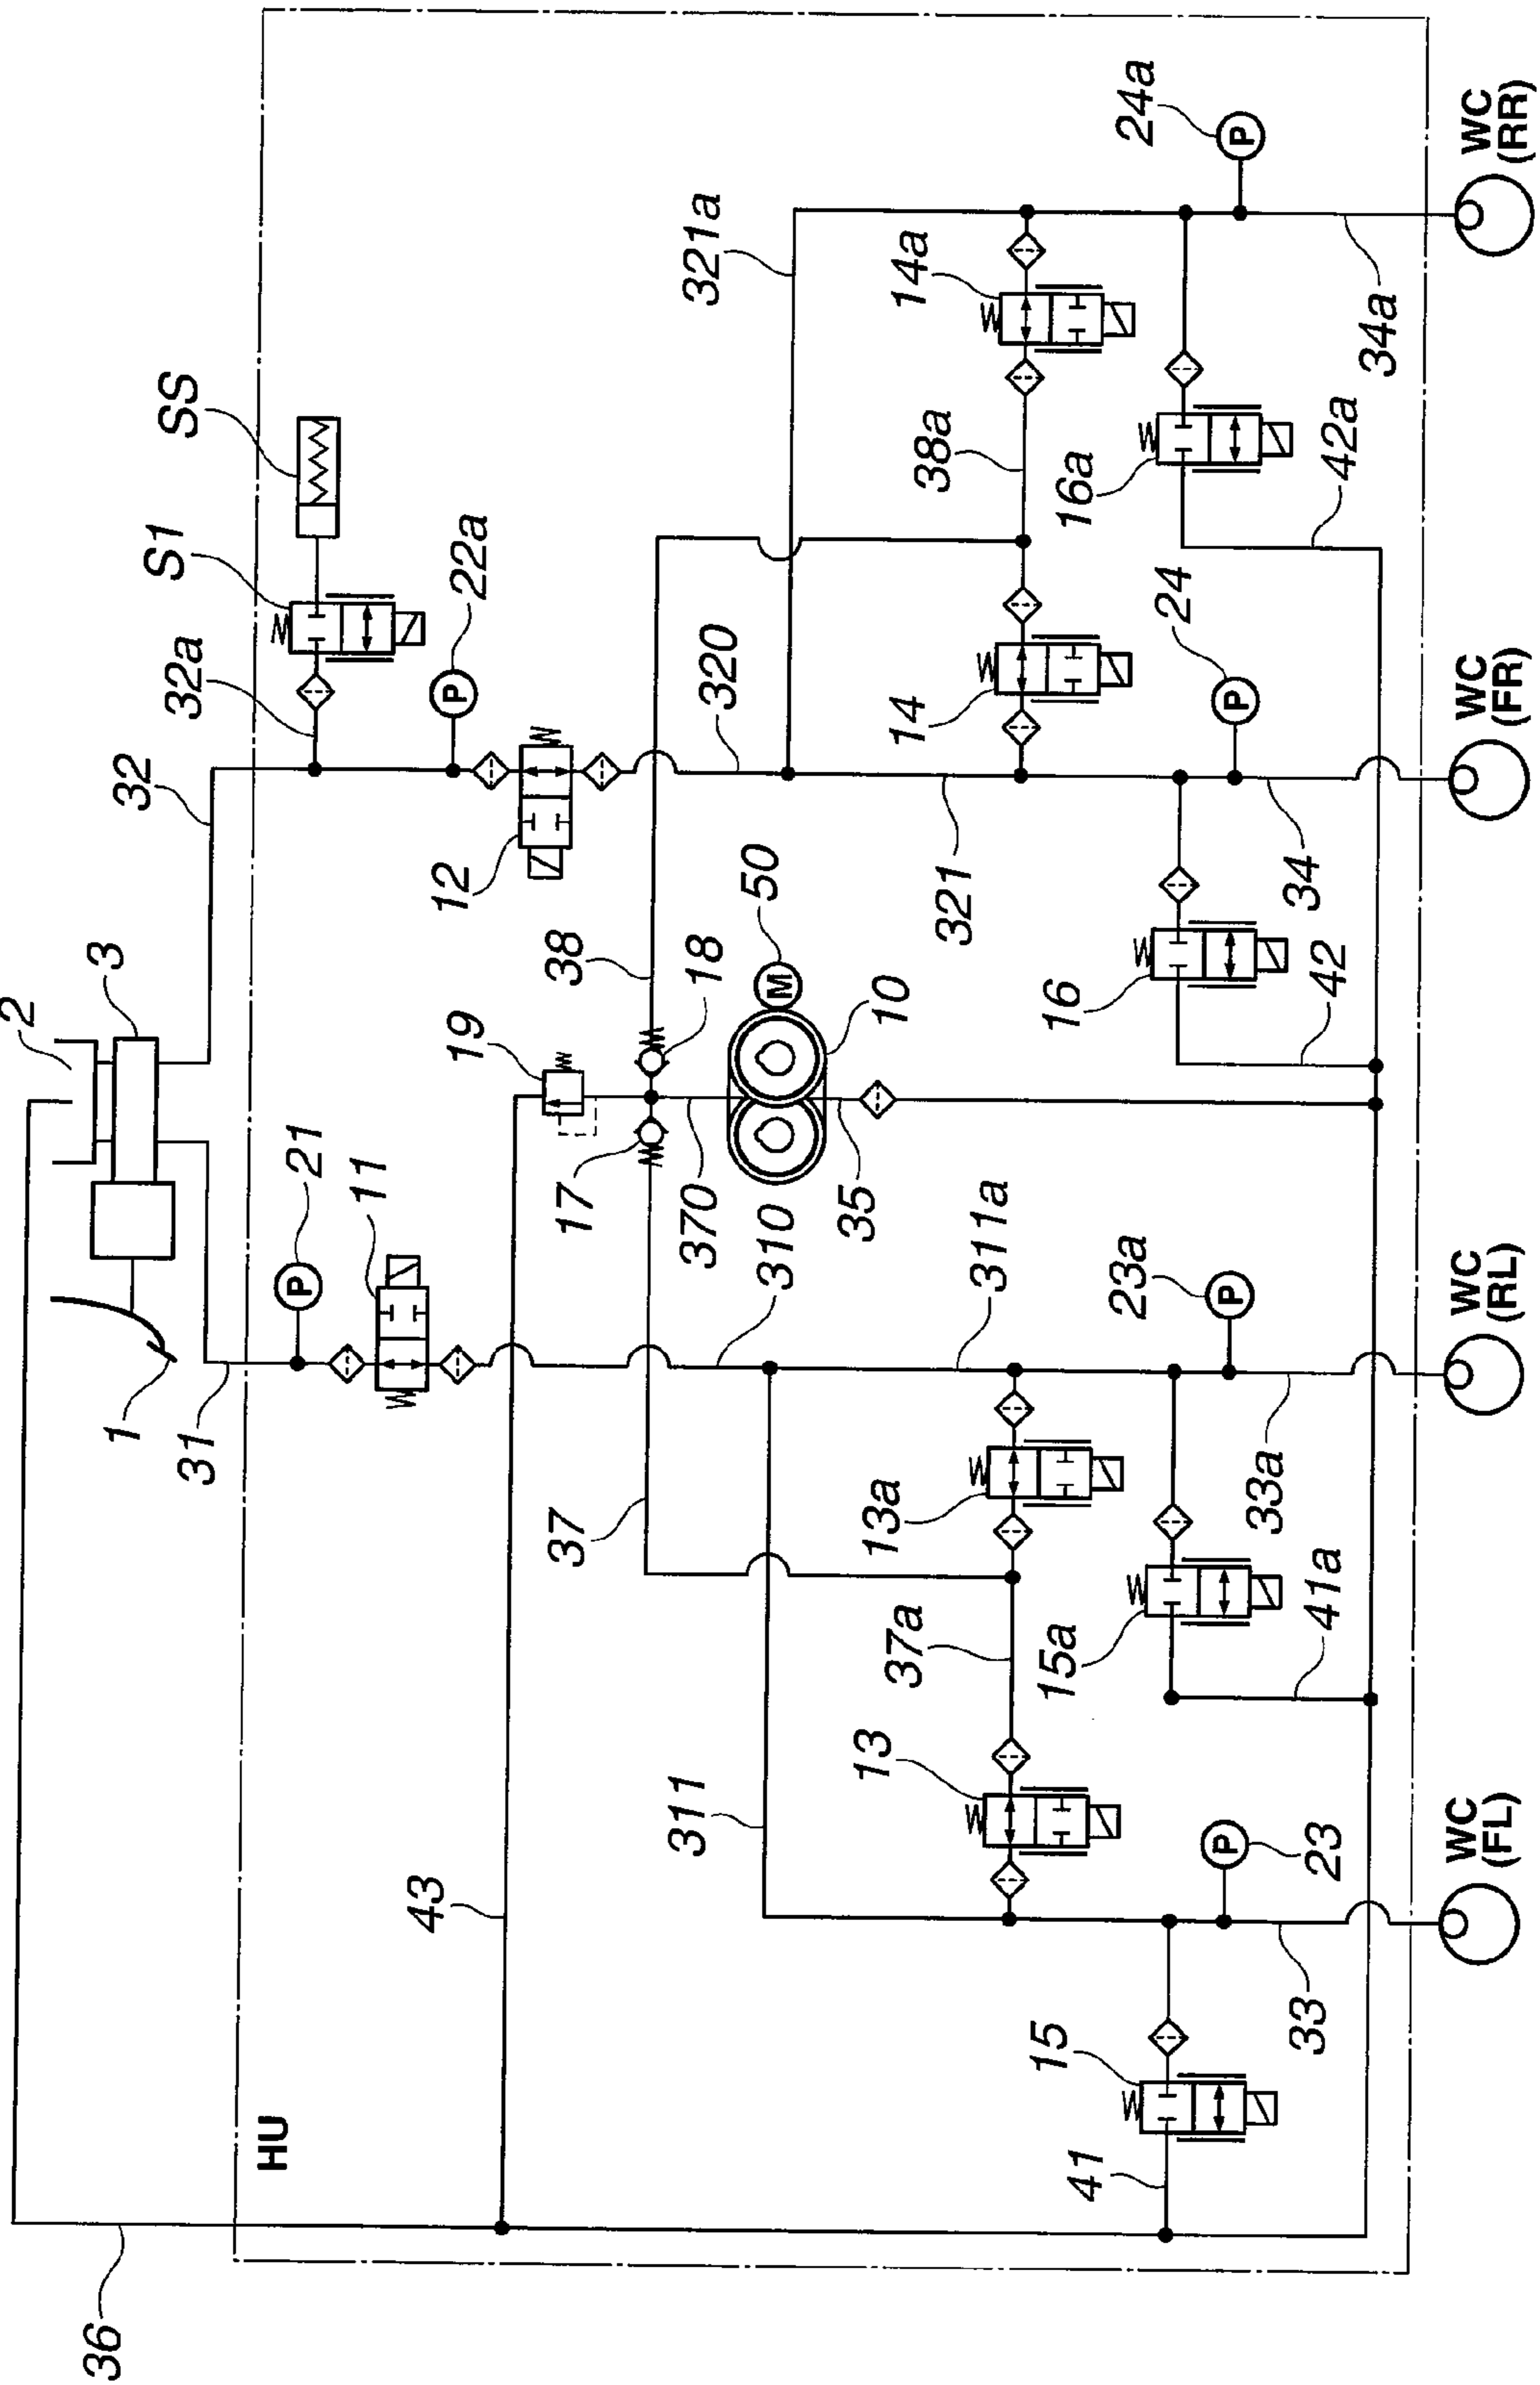 2
3
1
31
32
32a
S1
SS
21
11
22a
12
36
HU
43
19
17
18
38
37
370
310
50
M
10
35
320
321
321a
311
311a
13
37a
13a
14
38a
14a
15
41
15a
41a
16
42
16a
42a
23
P
23a
P
24
P
24a
P
P
P
33
33a
34
34a
WC
(FL)
WC
(RL)
WC
(FR)
WC
(RR)